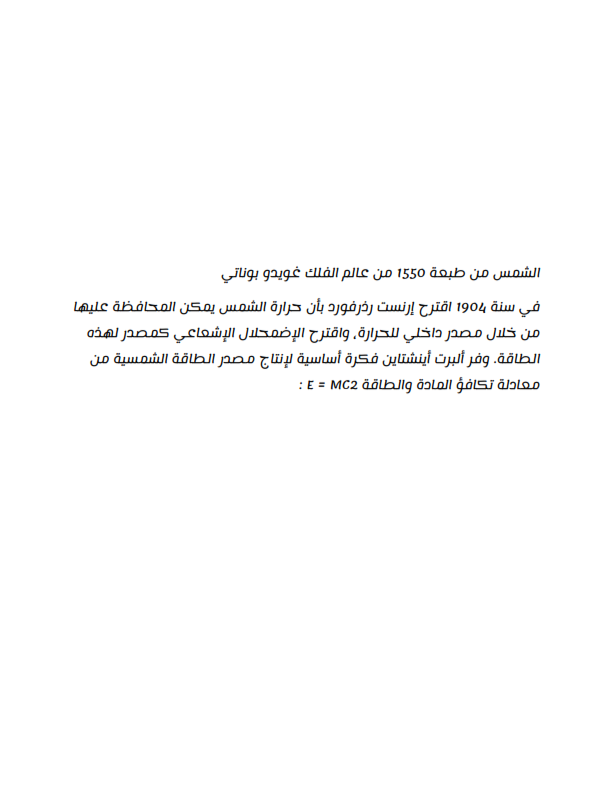 الشمس من طبعة 1550 من عالم الفلك غويدو بوناتي
في سنة 1904 اقترح إرنست رذرفورد بأن حرارة الشمس يمكن المحافظة عليها
من خلال مصدر داخلي للحرارة، واقترح الإضمحلال الإشعاعي كمصدر لهذه
الطاقة. وفر ألبرت أينشتاين فكرة أساسية لإنتاج مصدر الطاقة الشمسية من
معادلة تكافؤ المادة والطاقة E = MC2 :